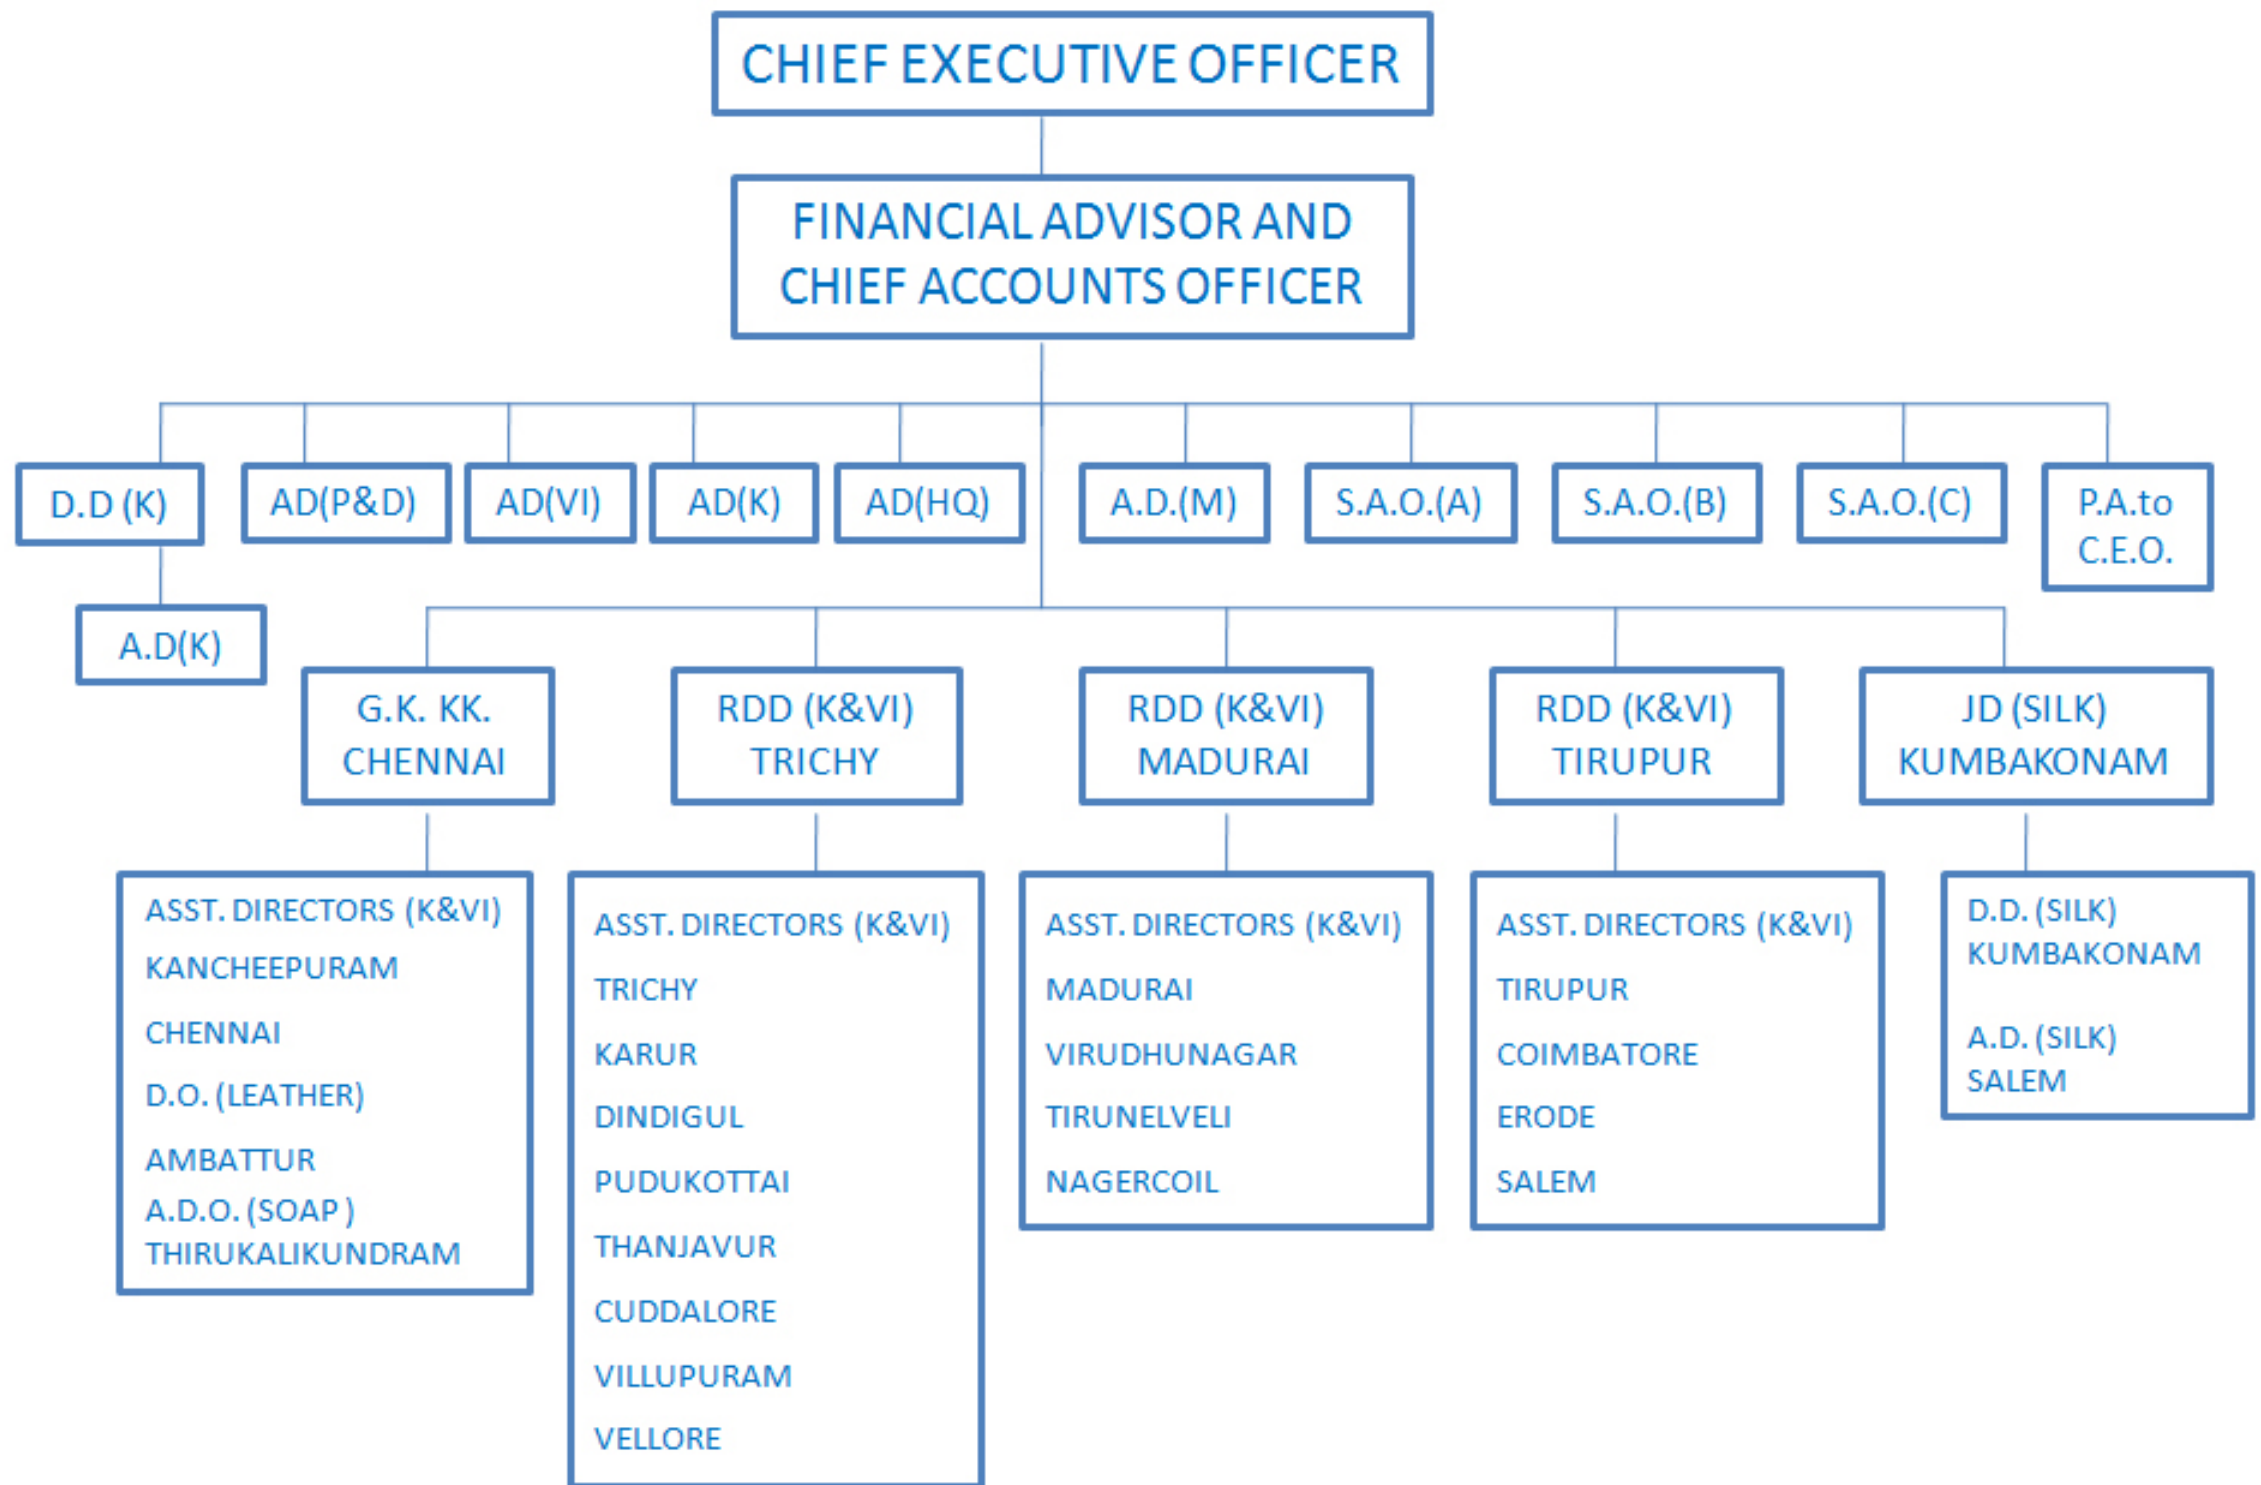 CHIEF EXECUTIVE OFFICER
FINANCIAL ADVISOR AND
CHIEF ACCOUNTS OFFICER
D.D (K)
AD(P&D)
AD(VI)
AD(K)
AD(HQ)
A.D.(M)
S.A.O.(A)
S.A.O.(B)
S.A.O.(C)
P.A.to
C.E.O.
A.D(K)
G.K. KK.
CHENNAI
RDD (K&VI)
TRICHY
RDD (K&VI)
MADURAI
RDD (K&VI)
TIRUPUR
JD (SILK)
KUMBAKONAM
ASST. DIRECTORS (K&VI)
KANCHEEPURAM
CHENNAI
D.O. (LEATHER)
AMBATTUR
A.D.O. (SOAP )
THIRUKALIKUNDRAM
ASST. DIRECTORS (K&VI)
TRICHY
KARUR
DINDIGUL
PUDUKOTTAI
THANJAVUR
CUDDALORE
VILLUPURAM
VELLORE
ASST. DIRECTORS (K&VI)
MADURAI
VIRUDHUNAGAR
TIRUNELVELI
NAGERCOIL
ASST. DIRECTORS (K&VI)
TIRUPUR
COIMBATORE
ERODE
SALEM
D.D. (SILK)
KUMBAKONAM
A.D. (SILK)
SALEM